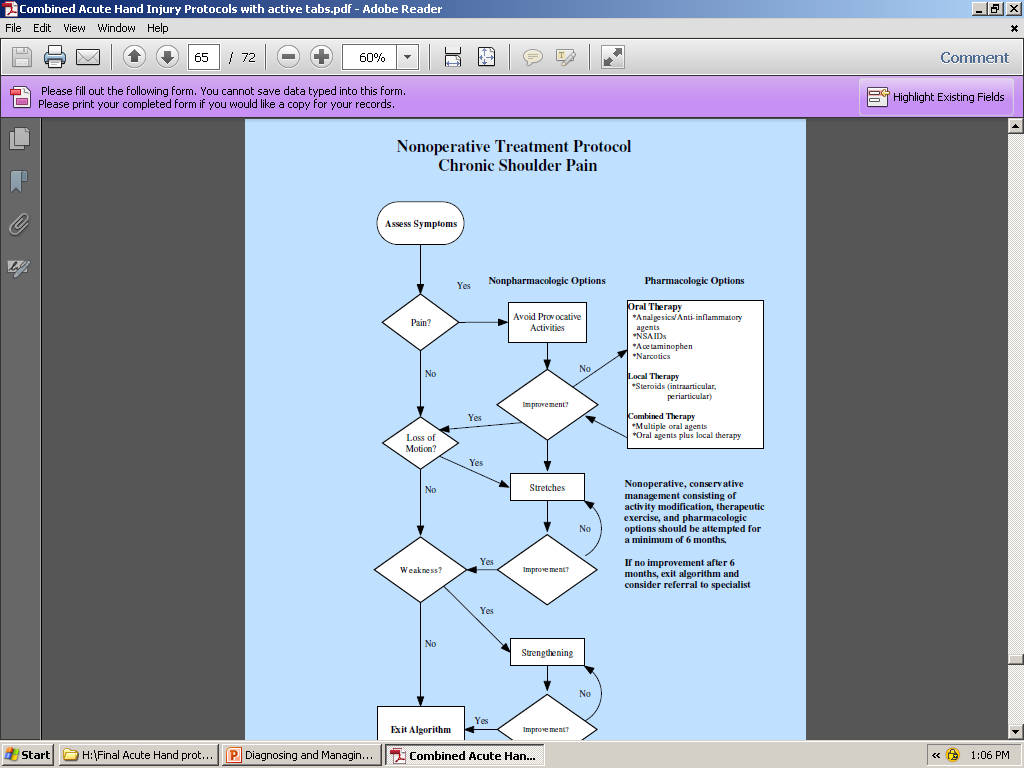 Combined Acute Hand Injury Protocols with active tabs.pdf - Adobe Reader
File Edit View Window Help
65 / 72 60% Comment
Please fill out the following form. You cannot save data typed into this form.
Please print your completed form if you would like a copy for your records.
Highlight Existing Fields
Nonoperative Treatment Protocol
Chronic Shoulder Pain
Assess Symptoms
Yes
Nonpharmacologic Options
Pharmacologic Options
Pain?
Avoid Provocative
Activities
Oral Therapy
*Analgesics/Anti-inflammatory
agents
*NSAIDs
*Acetaminophen
*Narcotics
Local Therapy
*Steroids (intraarticular,
periarticular)
Combined Therapy
*Multiple oral agents
*Oral agents plus local therapy
No
No
Improvement?
Yes
Loss of
Motion?
Yes
Stretches
No
Nonoperative, conservative
management consisting of
activity modification, therapeutic
exercise, and pharmacologic
options should be attempted for
a minimum of 6 months.
If no improvement after 6
months, exit algorithm and
consider referral to specialist
No
Weakness?
Yes
Improvement?
Yes
No
Strengthening
No
Exit Algorithm
Yes
Improvement?
Start
H:\Final Acute Hand prot...
Diagnosing and Managin...
Combined Acute Han...
1:06 PM